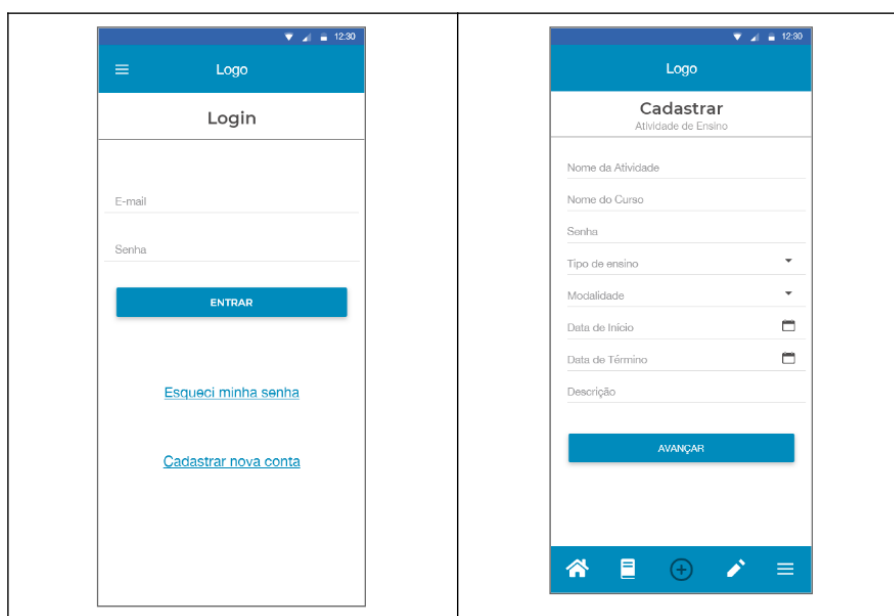 12:30
Logo
Login
E-mail
Senha
ENTRAR
Esqueci minha senha
Cadastrar nova conta
12:30
Logo
Cadastrar
Atividade de Ensino
Nome da Atividade
Nome do Curso
Senha
Tipo de ensino
Modalidade
Data de Início
Data de Término
Descrição
AVANÇAR